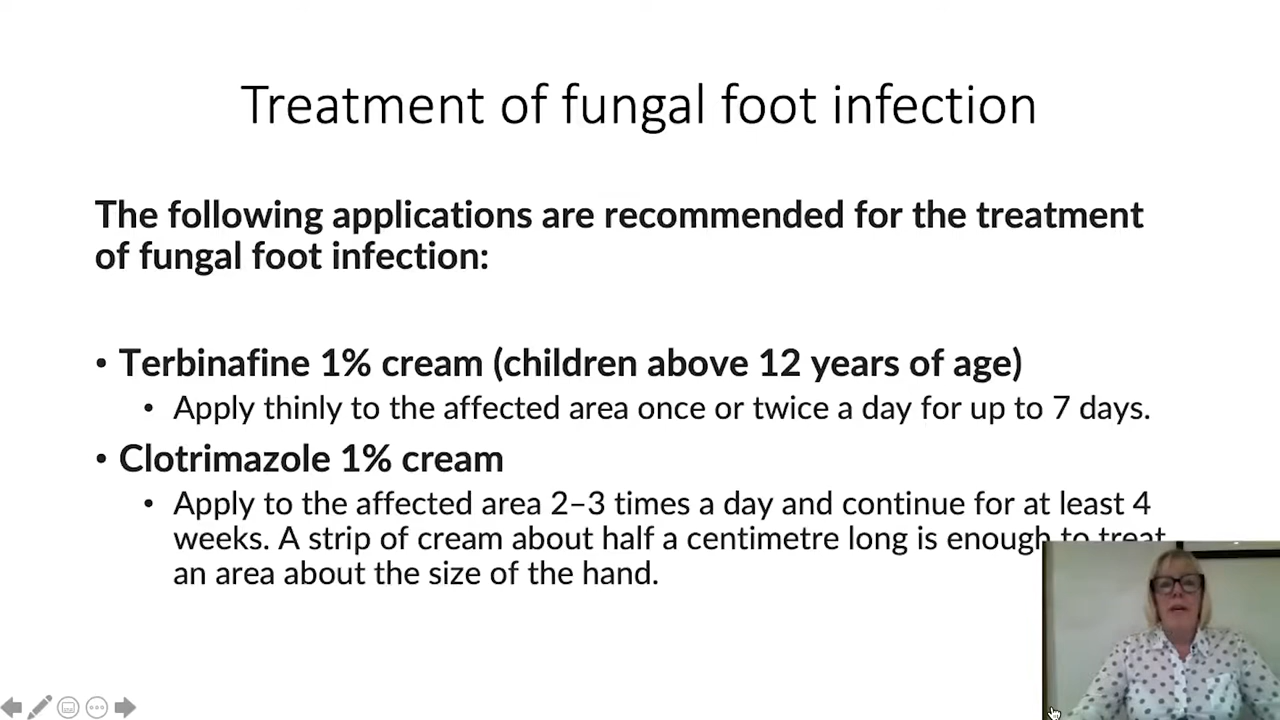 Treatment of fungal foot infection
The following applications are recommended for the treatment
of fungal foot infection:
• Terbinafine 1% cream (children above 12 years of age)
• Apply thinly to the affected area once or twice a day for up to 7 days.
• Clotrimazole 1% cream
• Apply to the affected area 2–3 times a day and continue for at least 4
weeks. A strip of cream about half a centimetre long is enough to treat
an area about the size of the hand.